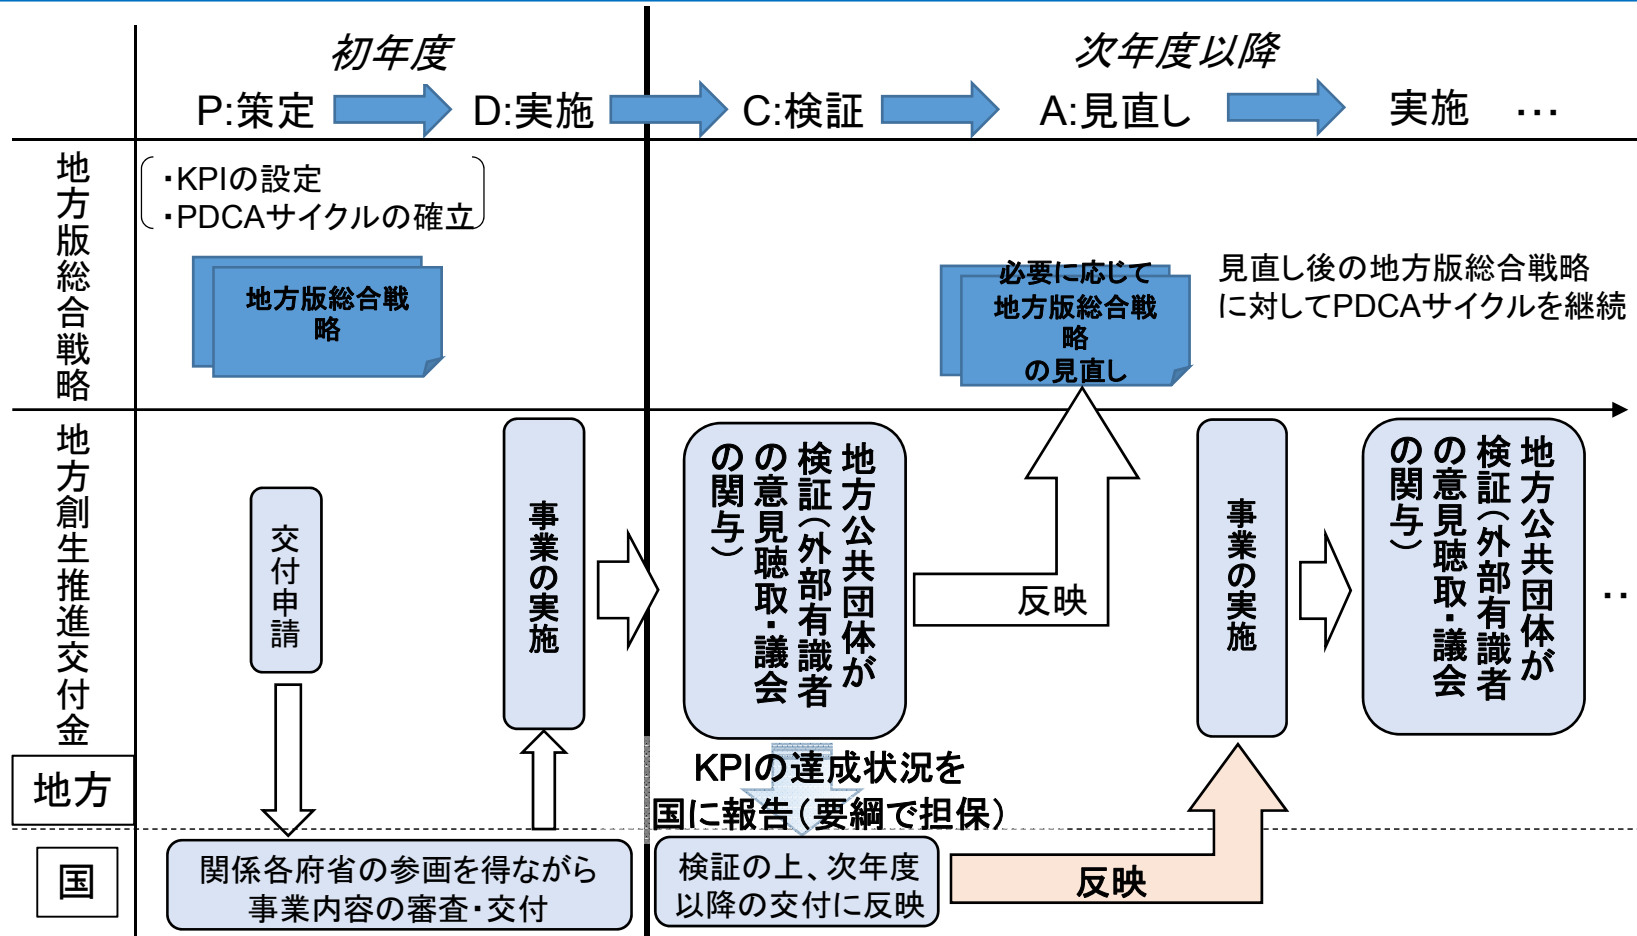 初年度
次年度以降
P:策定
D:実施
C:検証
A:見直し
実施
…
地方版総合戦略
・KPIの設定
・PDCAサイクルの確立
地方版総合戦
略
必要に応じて
地方版総合戦
略
の見直し
見直し後の地方版総合戦略
に対してPDCAサイクルを継続
地方創生推進交付金
交付申請
事業の実施
地方公共団体が
検証(外部有識者
の意見聴取・議会
の関与)
反映
事業の実施
地方公共団体が
検証(外部有識者
の意見聴取・議会
の関与)
‥
KPIの達成状況を
国に報告(要綱で担保)
地方
国
関係各府省の参画を得ながら
事業内容の審査・交付
検証の上、次年度
以降の交付に反映
反映